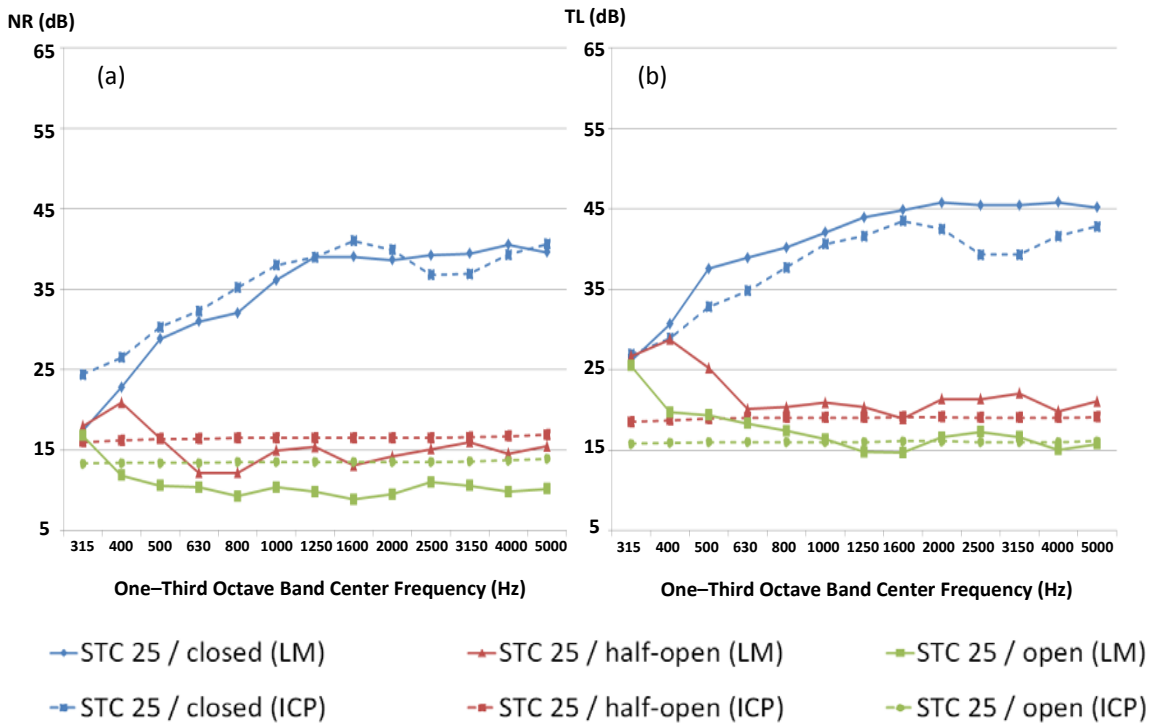 NR (dB)
TL (dB)
65
55
45
35
25
15
5
(a)
315 400 500 630 800 1000 1250 1600 2000 2500 3150 4000 5000
One–Third Octave Band Center Frequency (Hz)
65
55
45
35
25
15
5
(b)
315 400 500 630 800 1000 1250 1600 2000 2500 3150 4000 5000
One–Third Octave Band Center Frequency (Hz)
STC 25 / closed (LM)
STC 25 / half-open (LM)
STC 25 / open (LM)
STC 25 / closed (ICP)
STC 25 / half-open (ICP)
STC 25 / open (ICP)